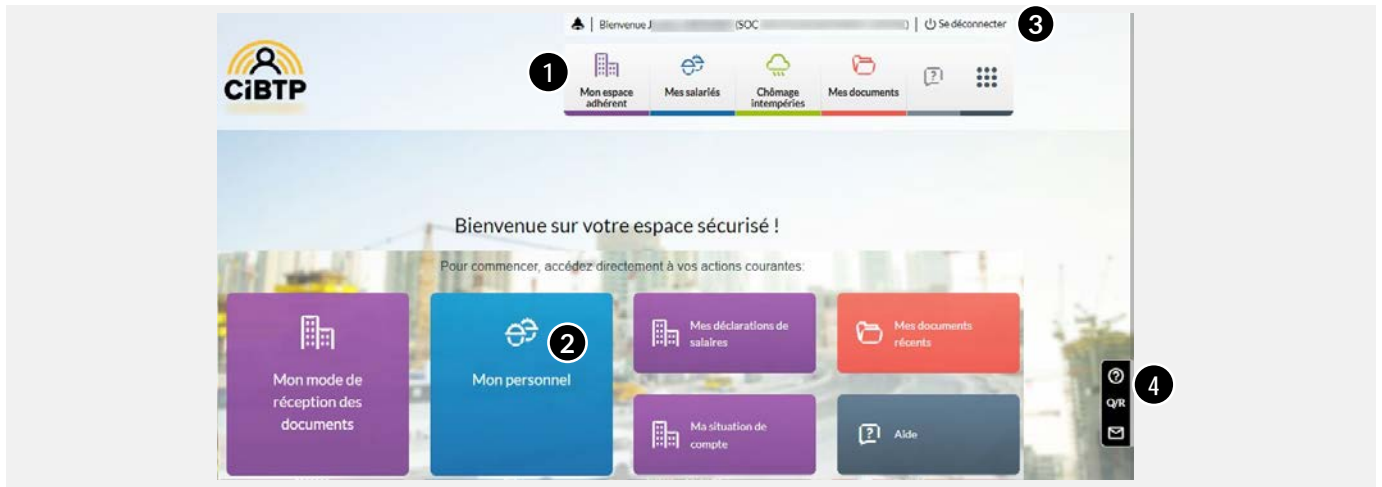 Bienvenue J (SOC ) | Se déconnecter 3
CiBTP
1
Mon espace
adhérent
Mes salariés
Chômage
intempéries
Mes documents
?
Bienvenue sur votre espace sécurisé !
Pour commencer, accédez directement à vos actions courantes:
Mon mode de
réception des
documents
2
Mon personnel
Mes déclarations de
salaires
Mes documents
récents
Ma situation de
compte
? Aide
?
Q/R
4